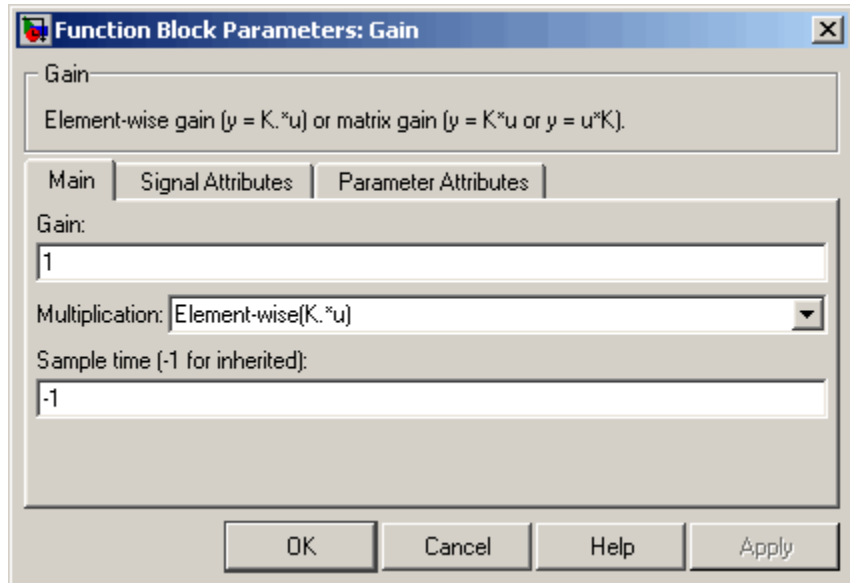 Function Block Parameters: Gain
Gain
Element-wise gain (y = K.*u) or matrix gain (y = K*u or y = u*K).
Main Signal Attributes Parameter Attributes
Gain:
1
Multiplication: Element-wise(K.*u)
Sample time (-1 for inherited):
-1
OK Cancel Help Apply